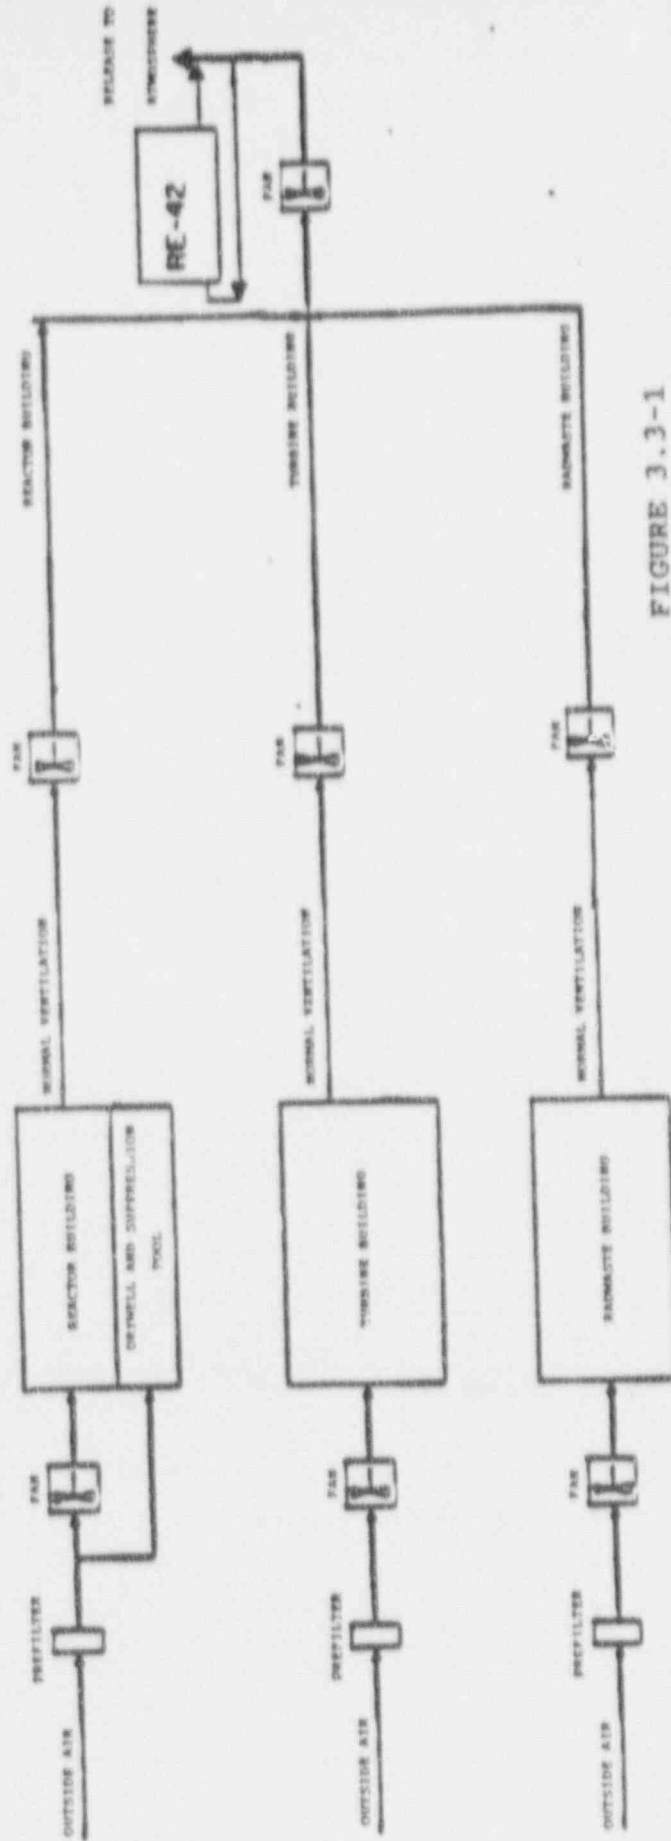 OUTSIDE AIR
PREFILTER
FAN
REACTOR BUILDING
DRYWELL AND SUPPRESSION
POOL
NORMAL VENTILATION
FAN
REACTOR BUILDING
RE-42
RELEASE TO
ATMOSPHERE
OUTSIDE AIR
PREFILTER
FAN
TURBINE BUILDING
NORMAL VENTILATION
FAN
TURBINE BUILDING
FAN
OUTSIDE AIR
PREFILTER
FAN
RADWASTE BUILDING
NORMAL VENTILATION
FAN
RADWASTE BUILDING
FIGURE 3.3-1